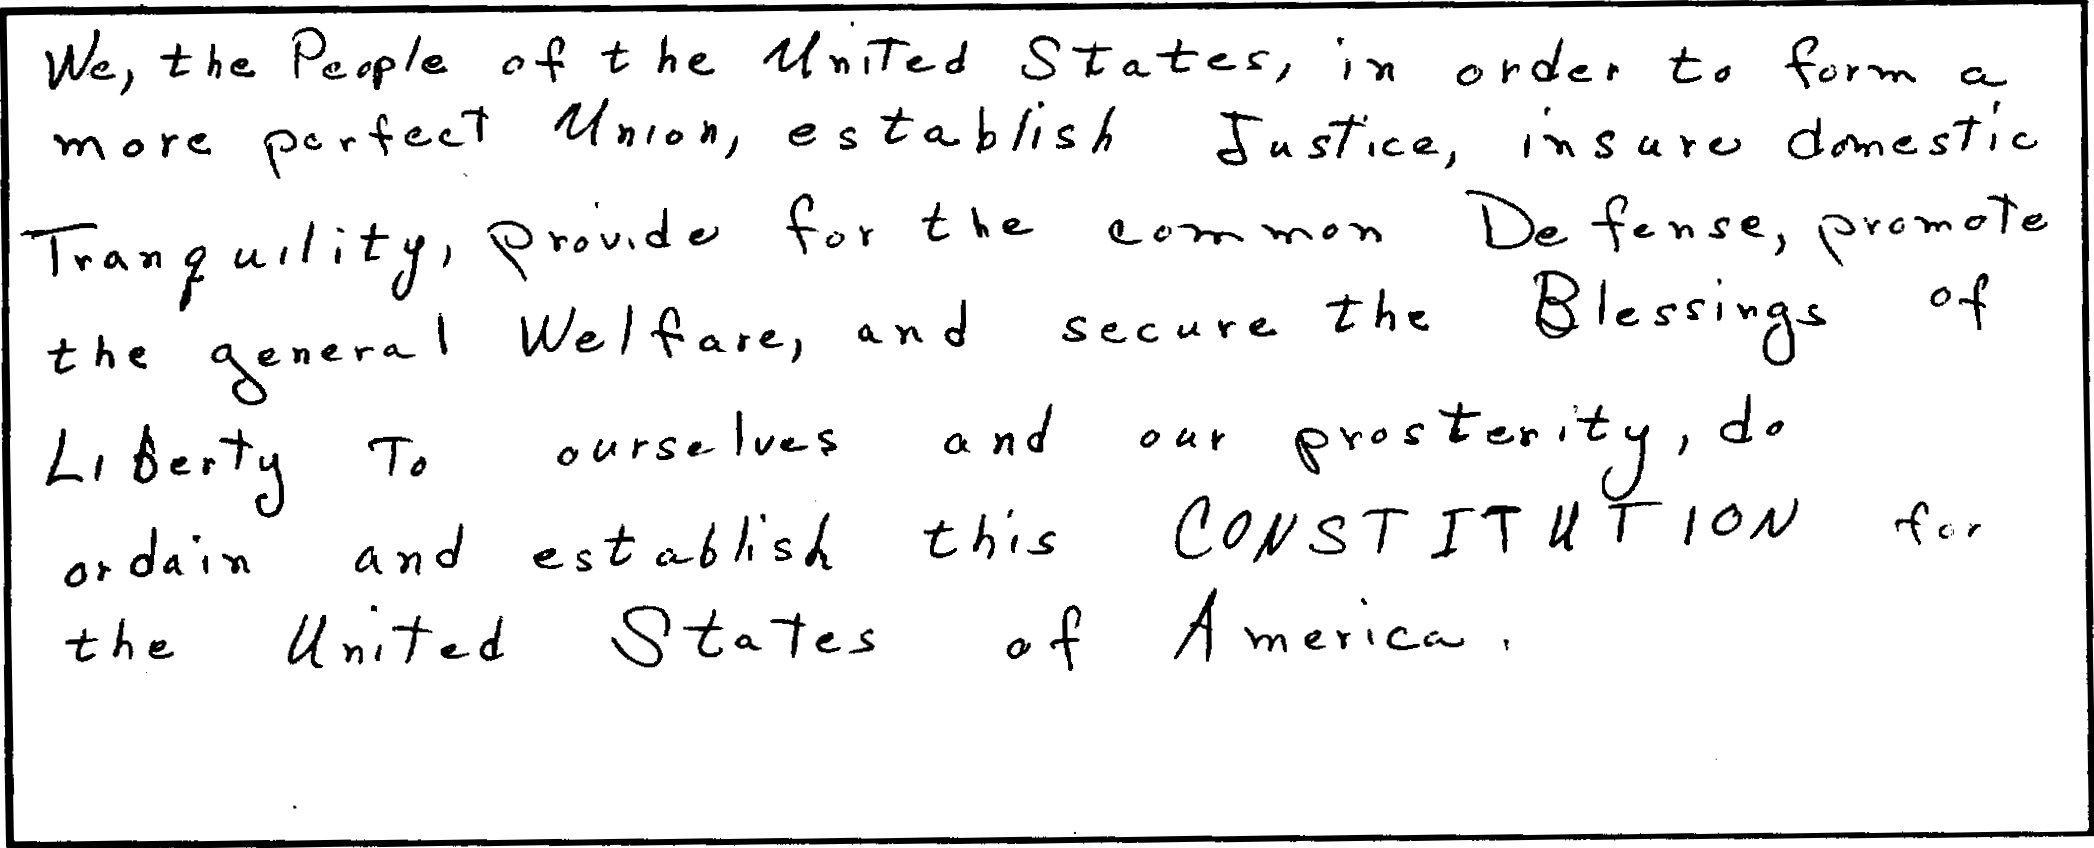 We, the People of the United States, in order to form a
more perfect Union, establish Justice, insure domestic
Tranquility, provide for the common Defense, promote
the general Welfare, and secure the Blessings of
Liberty To ourselves and our prosterity, do
ordain and establish this CONSTITUTION for
the United States of America.